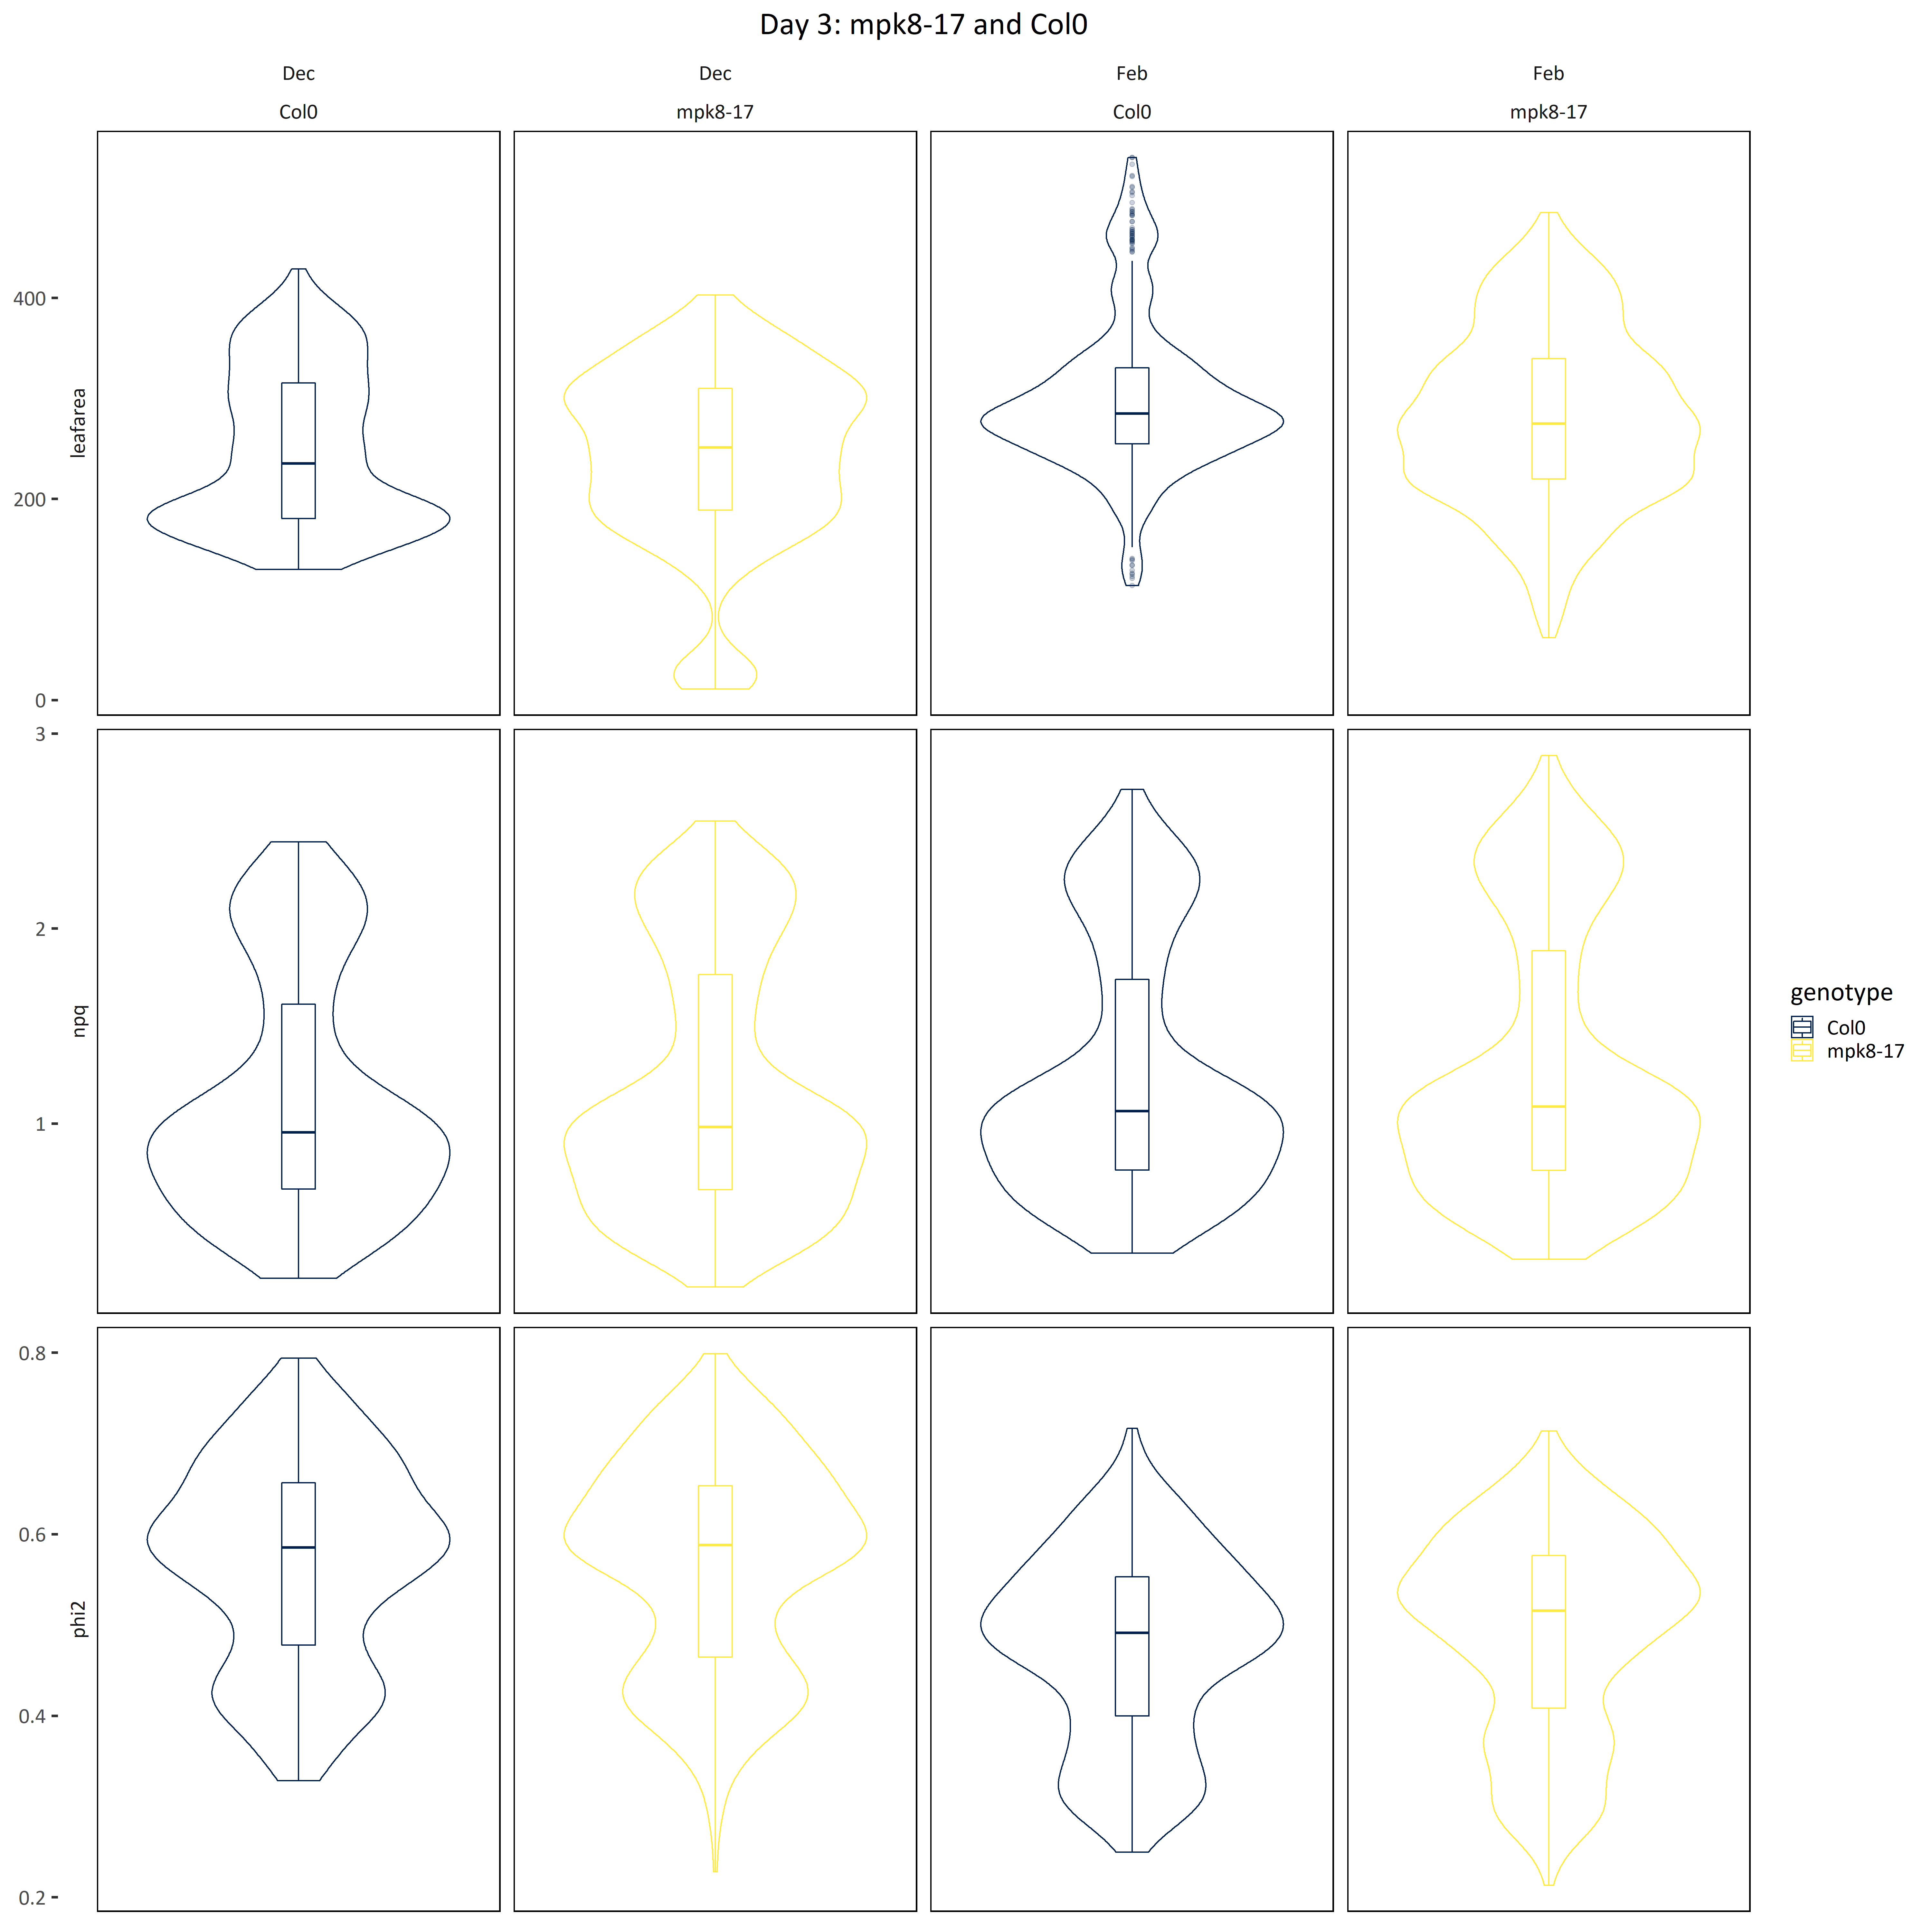 Day 3: mpk8-17 and Col0
Dec
Dec
Feb
Feb
Col0
mpk8-17
Col0
mpk8-17
leafarea
400
200
0
npq
3
2
1
phi2
0.8
0.6
0.4
0.2
genotype
Col0
mpk8-17